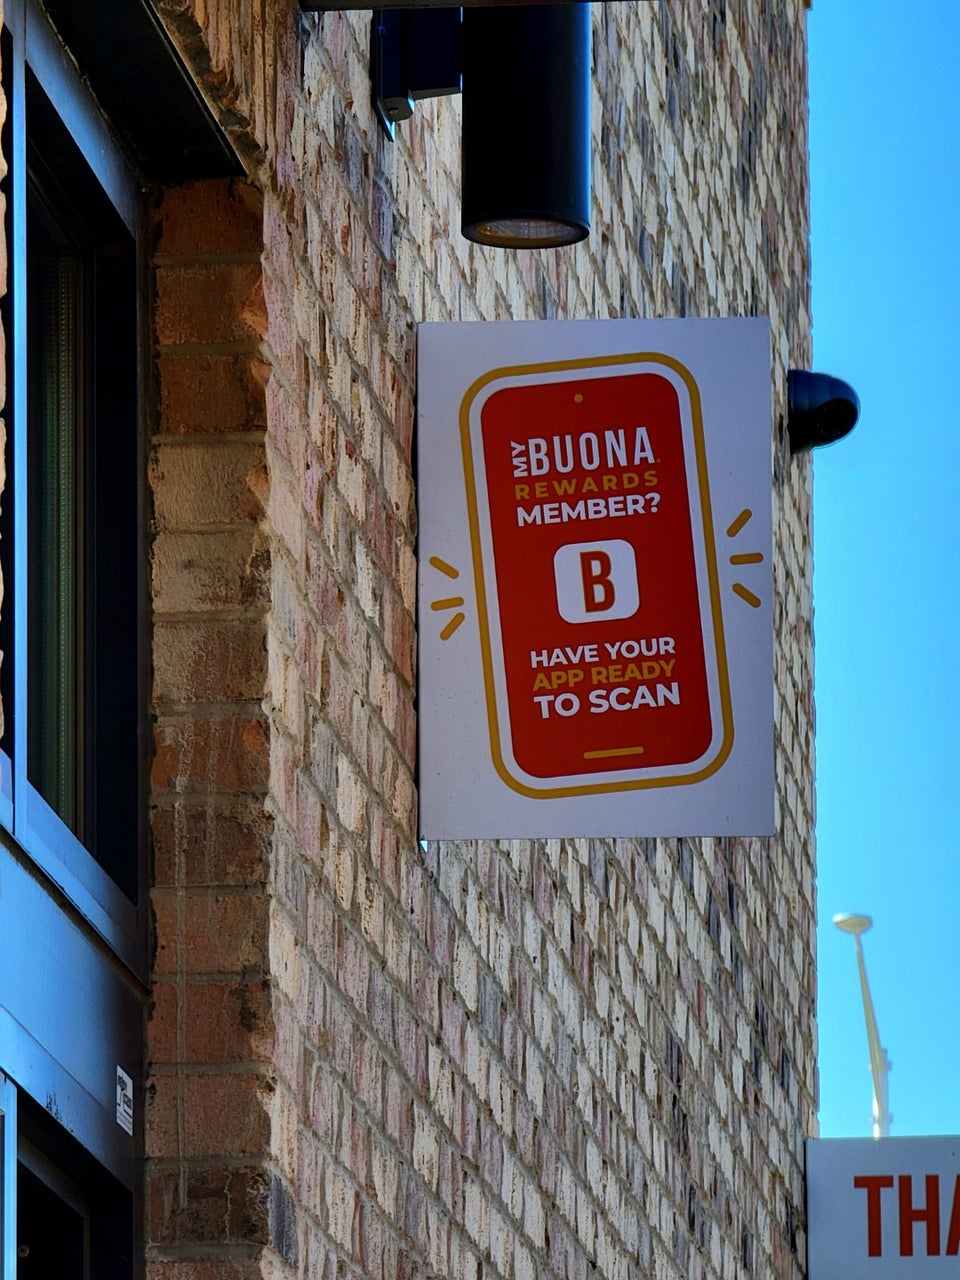 MY BUONA
REWARDS
MEMBER?
B
HAVE YOUR
APP READY
TO SCAN
THA